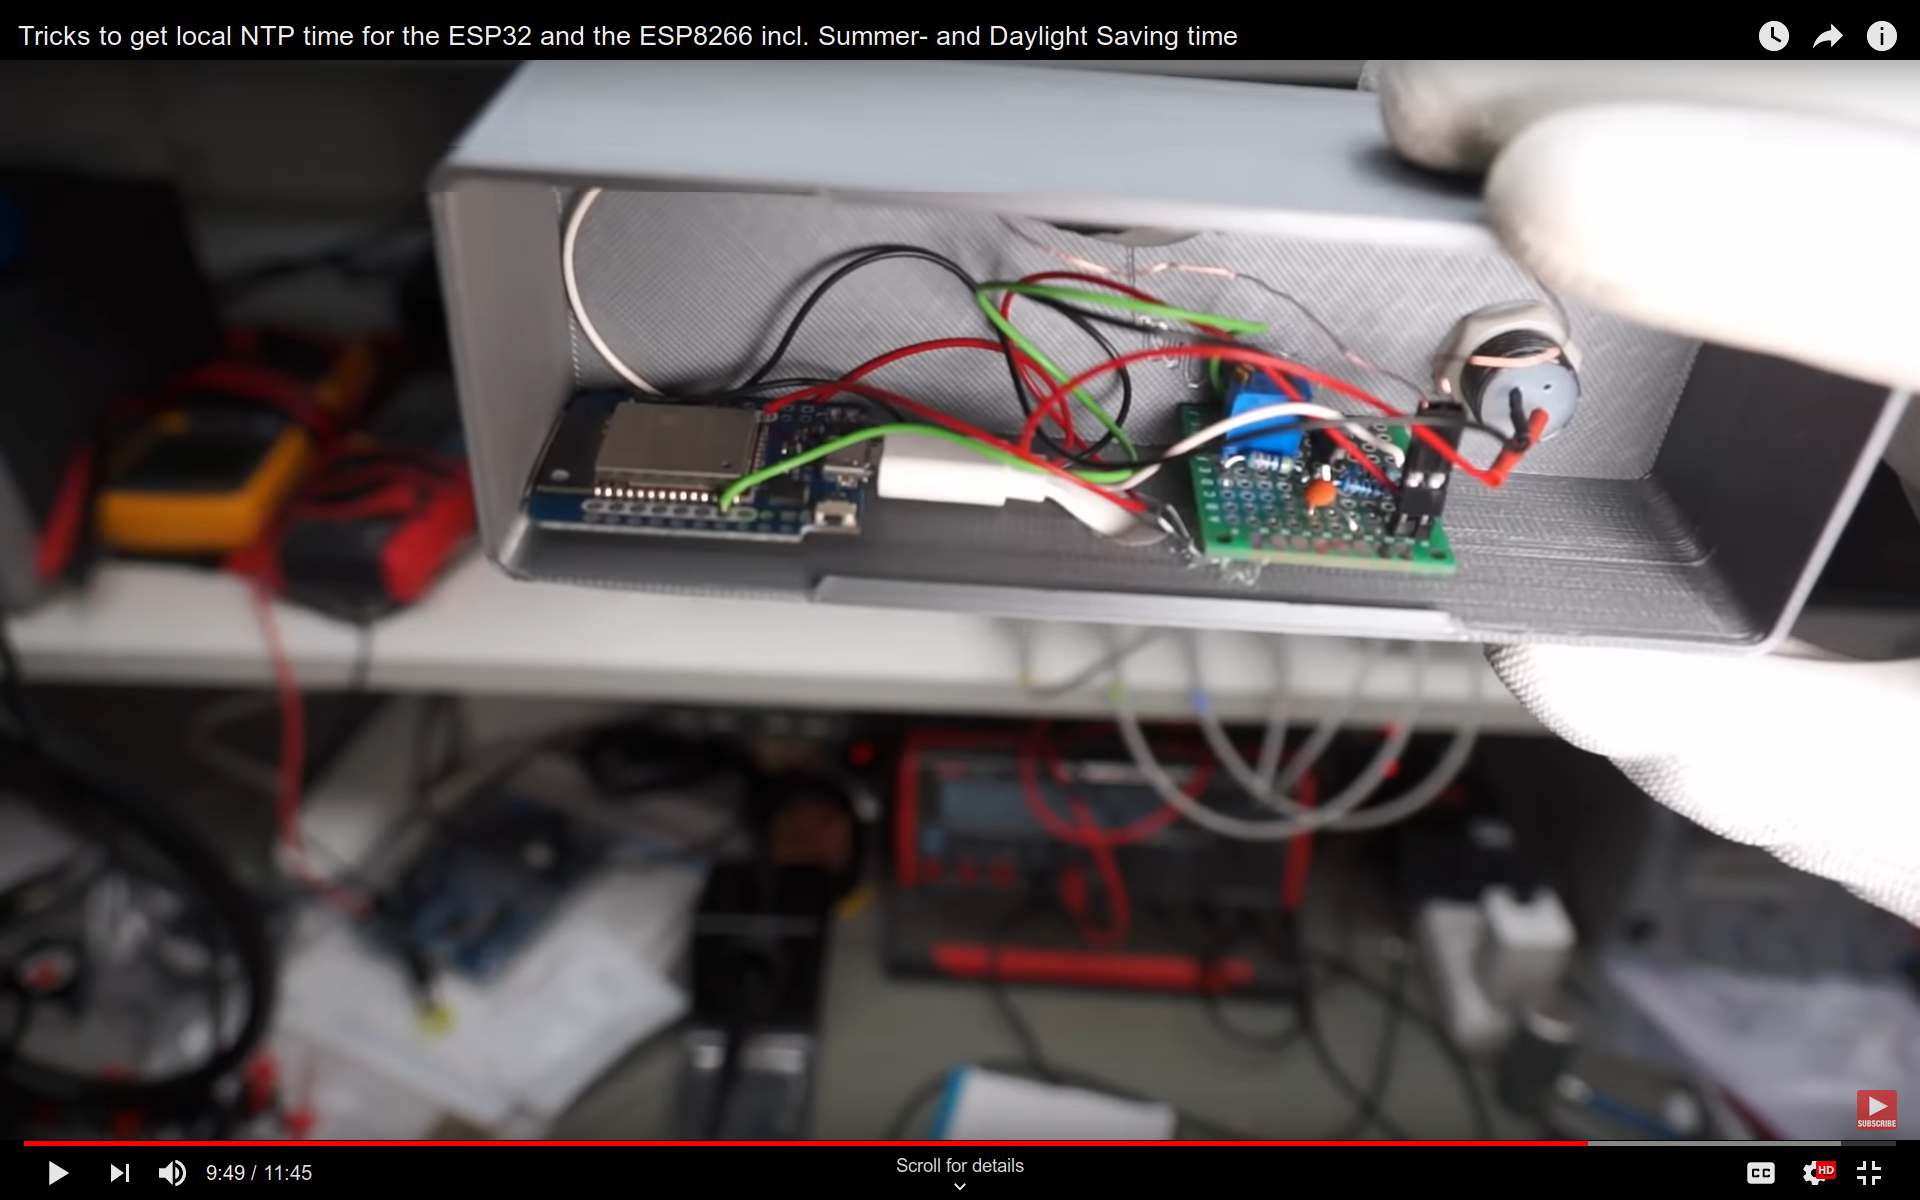 Tricks to get local NTP time for the ESP32 and the ESP8266 incl. Summer- and Daylight Saving time
SUBSCRIBE
9:49 / 11:45
Scroll for details
CC
HD